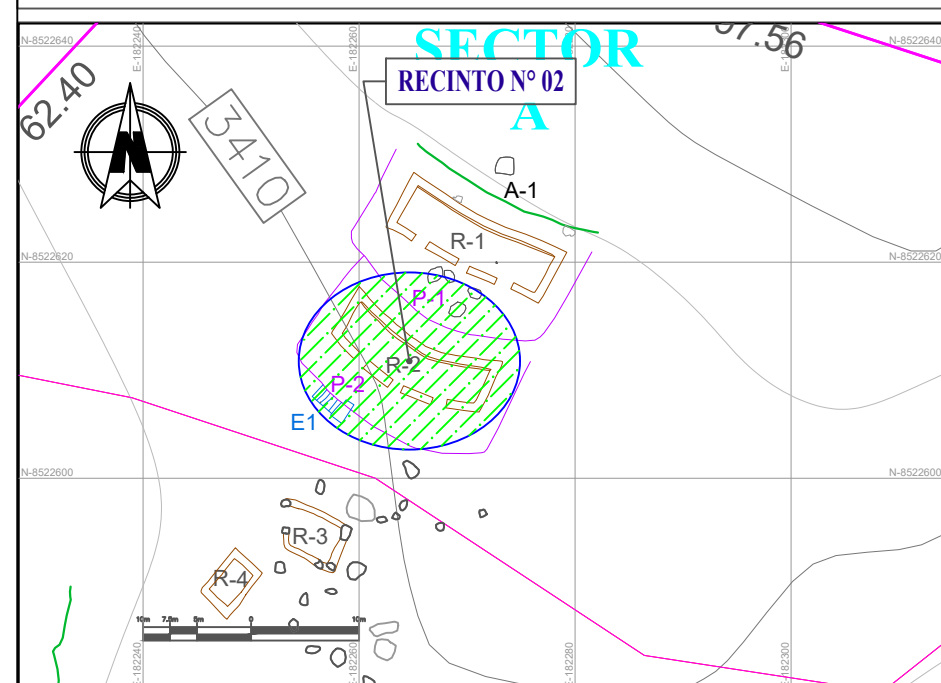 N-8522640
E-182240
E-182260
SECTOR
A
N-8522640
62.40
RECINTO N° 02
N
3410
A-1
R-1
N-8522620
N-8522620
P-1
R-2
P-2
E1
N-8522600
N-8522600
R-3
R-4
10m 7.5m 5m 0 10m
E-182240
E-182260
E-182280
E-182300